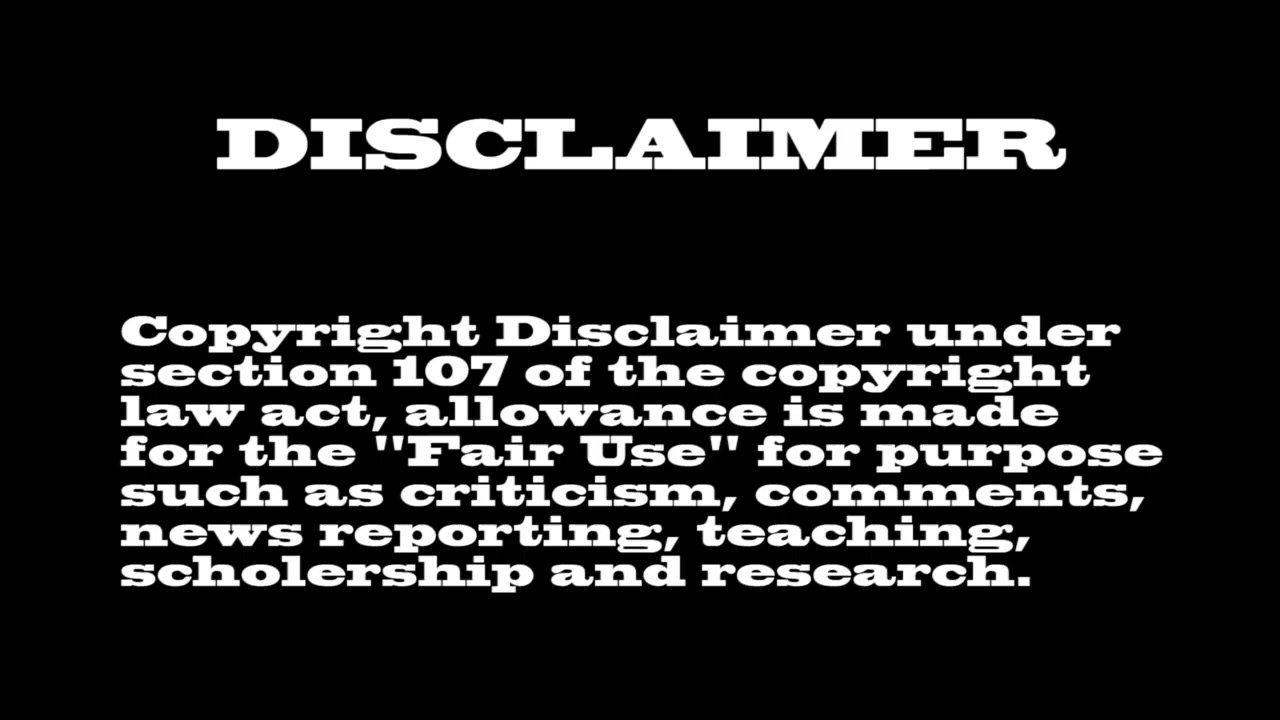 DISCLAIMER
Copyright Disclaimer under
section 107 of the copyright
law act, allowance is made
for the "Fair Use" for purpose
such as criticism, comments,
news reporting, teaching,
scholership and research.